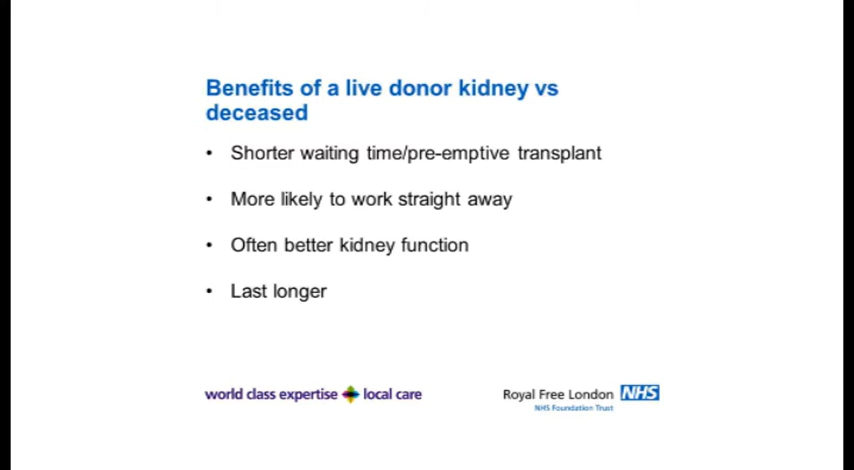 Benefits of a live donor kidney vs
deceased
• Shorter waiting time/pre-emptive transplant
• More likely to work straight away
• Often better kidney function
• Last longer
world class expertise local care
Royal Free London NHS
NHS Foundation Trust